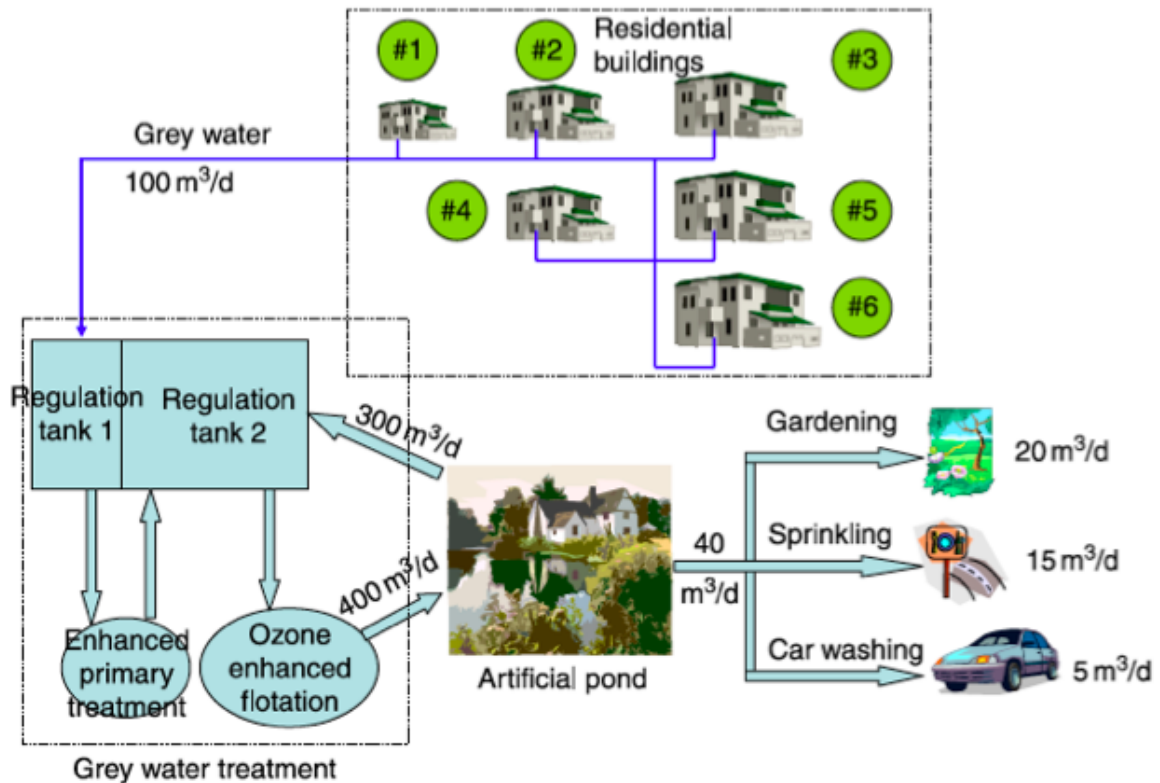 #1
#2
Residential
buildings
#3
Grey water
100 m³/d
#4
#5
#6
Regulation
tank 1
Regulation
tank 2
300 m³/d
Gardening
20 m³/d
40
m³/d
Sprinkling
15 m³/d
400 m³/d
Enhanced
primary
treatment
Ozone
enhanced
flotation
Artificial pond
Car washing
5 m³/d
Grey water treatment